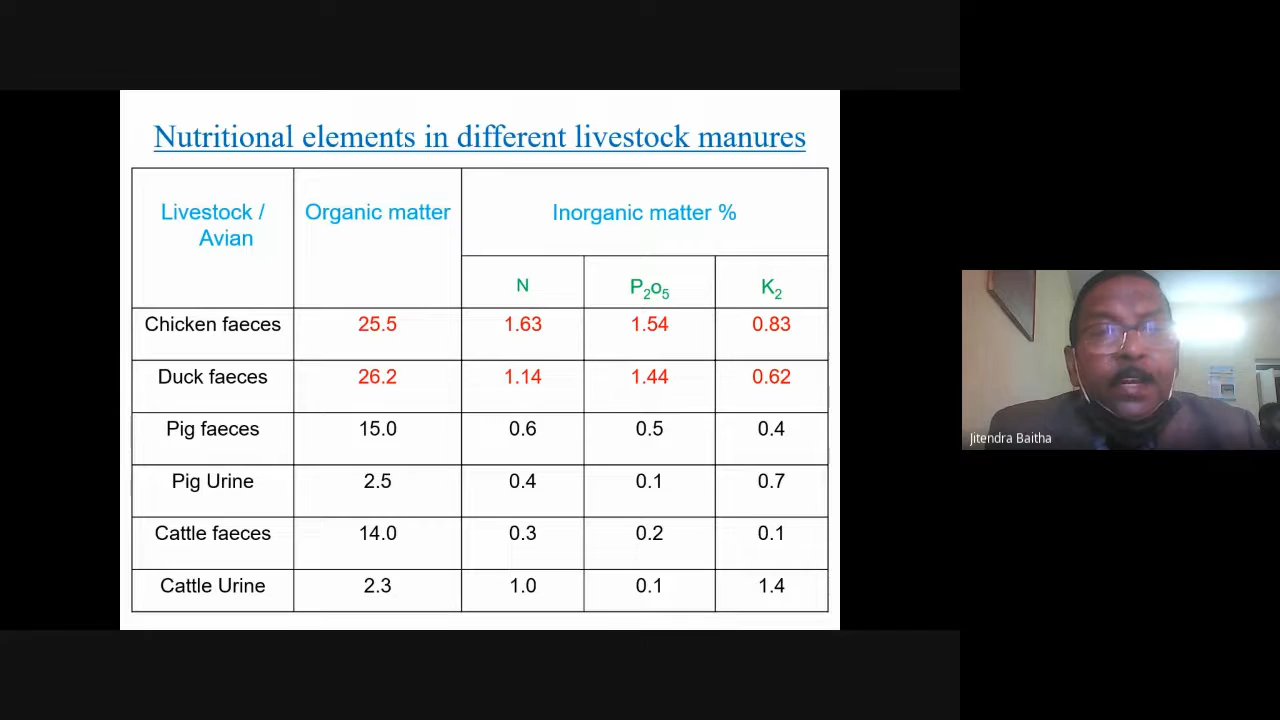 Nutritional elements in different livestock manures
Livestock / Organic matter Inorganic matter %
Avian
N P₂o₅ K₂
Chicken faeces 25.5 1.63 1.54 0.83
Duck faeces 26.2 1.14 1.44 0.62
Pig faeces 15.0 0.6 0.5 0.4
Pig Urine 2.5 0.4 0.1 0.7
Cattle faeces 14.0 0.3 0.2 0.1
Cattle Urine 2.3 1.0 0.1 1.4
Jitendra Baitha